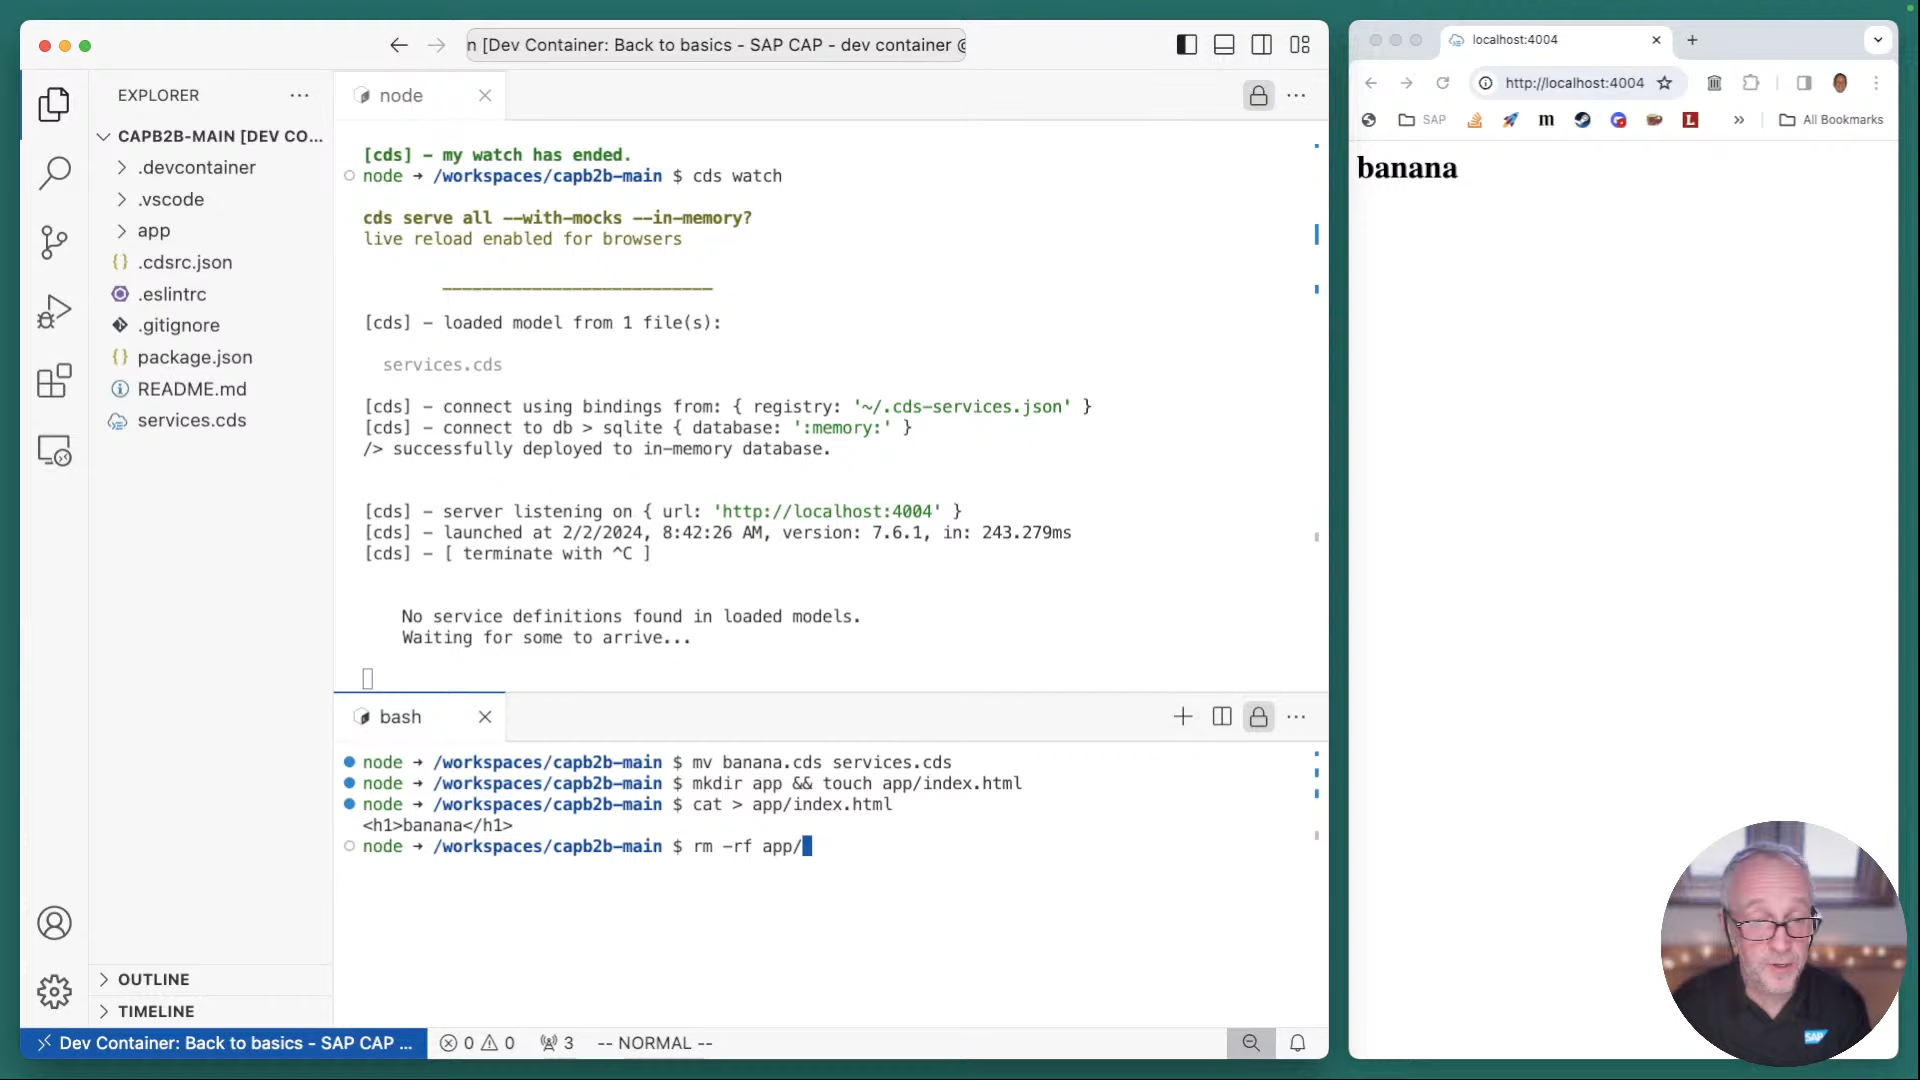 n [Dev Container: Back to basics - SAP CAP - dev container @
EXPLORER
CAPB2B-MAIN [DEV CO...
.devcontainer
.vscode
app
.cdsrc.json
.eslintrc
.gitignore
package.json
README.md
services.cds
OUTLINE
TIMELINE
node
[cds] - my watch has ended.
node → /workspaces/capb2b-main $ cds watch
cds serve all --with-mocks --in-memory?
live reload enabled for browsers
___________________________
[cds] - loaded model from 1 file(s):
services.cds
[cds] - connect using bindings from: { registry: '~/.cds-services.json' }
[cds] - connect to db > sqlite { database: ':memory:' }
/> successfully deployed to in-memory database.
[cds] - server listening on { url: 'http://localhost:4004' }
[cds] - launched at 2/2/2024, 8:42:26 AM, version: 7.6.1, in: 243.279ms
[cds] - [ terminate with ^C ]
No service definitions found in loaded models.
Waiting for some to arrive...
bash
node → /workspaces/capb2b-main $ mv banana.cds services.cds
node → /workspaces/capb2b-main $ mkdir app && touch app/index.html
node → /workspaces/capb2b-main $ cat > app/index.html
<h1>banana</h1>
node → /workspaces/capb2b-main $ rm -rf app/
Dev Container: Back to basics - SAP CAP ...
0 0
3
-- NORMAL --
localhost:4004
http://localhost:4004
SAP
m
L
»
All Bookmarks
banana
SAP